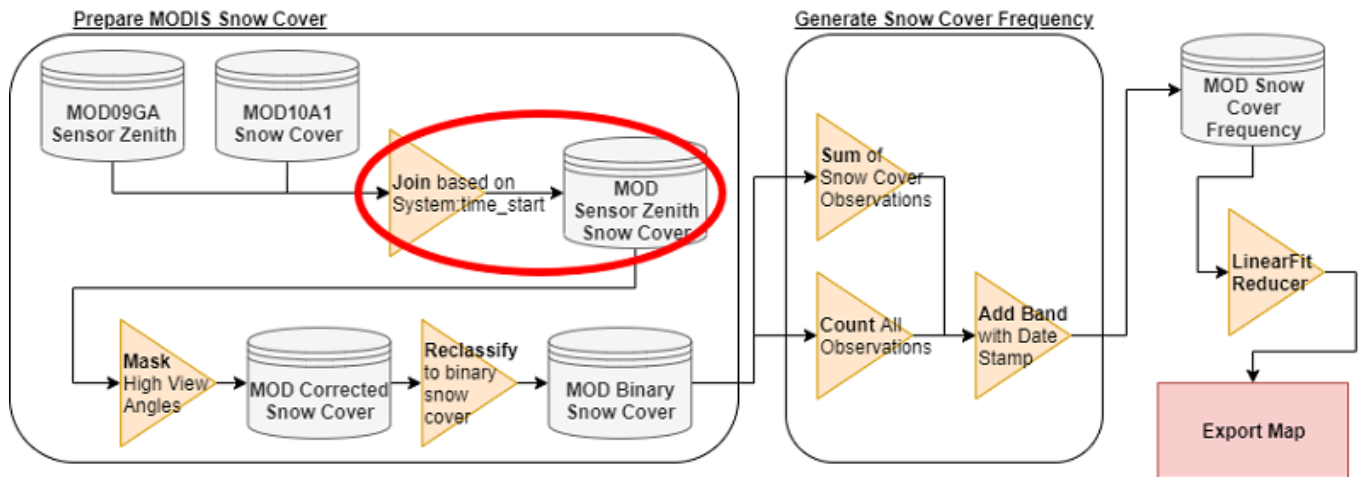 Prepare MODIS Snow Cover
MOD09GA
Sensor Zenith
MOD10A1
Snow Cover
Join based on
System:time_start
MOD
Sensor Zenith
Snow Cover
Mask
High View
Angles
MOD Corrected
Snow Cover
Reclassify
to binary
snow
cover
MOD Binary
Snow Cover
Generate Snow Cover Frequency
Sum of
Snow Cover
Observations
Count All
Observations
Add Band
with Date
Stamp
MOD Snow
Cover
Frequency
LinearFit
Reducer
Export Map